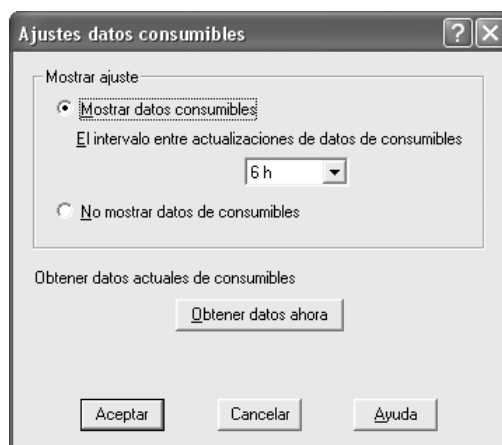 Ajustes datos consumibles
Mostrar ajuste
Mostrar datos consumibles
El intervalo entre actualizaciones de datos de consumibles
6 h
No mostrar datos de consumibles
Obtener datos actuales de consumibles
Obtener datos ahora
Aceptar
Cancelar
Ayuda